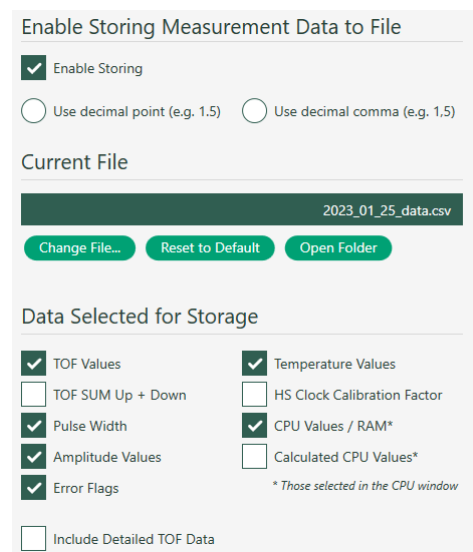 Enable Storing Measurement Data to File
Enable Storing
Use decimal point (e.g. 1.5) Use decimal comma (e.g. 1,5)
Current File
2023_01_25_data.csv
Change File... Reset to Default Open Folder
Data Selected for Storage
TOF Values Temperature Values
TOF SUM Up + Down HS Clock Calibration Factor
Pulse Width CPU Values / RAM*
Amplitude Values Calculated CPU Values*
Error Flags * Those selected in the CPU window
Include Detailed TOF Data